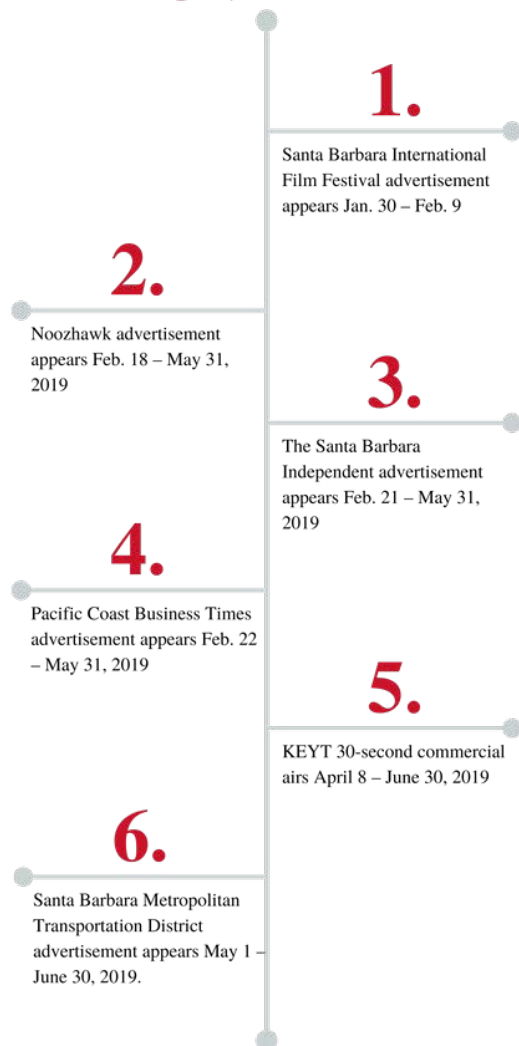 1.
Santa Barbara International
Film Festival advertisement
appears Jan. 30 – Feb. 9
2.
Noozhawk advertisement
appears Feb. 18 – May 31,
2019
3.
The Santa Barbara
Independent advertisement
appears Feb. 21 – May 31,
2019
4.
Pacific Coast Business Times
advertisement appears Feb. 22
– May 31, 2019
5.
KEYT 30-second commercial
airs April 8 – June 30, 2019
6.
Santa Barbara Metropolitan
Transportation District
advertisement appears May 1 –
June 30, 2019.